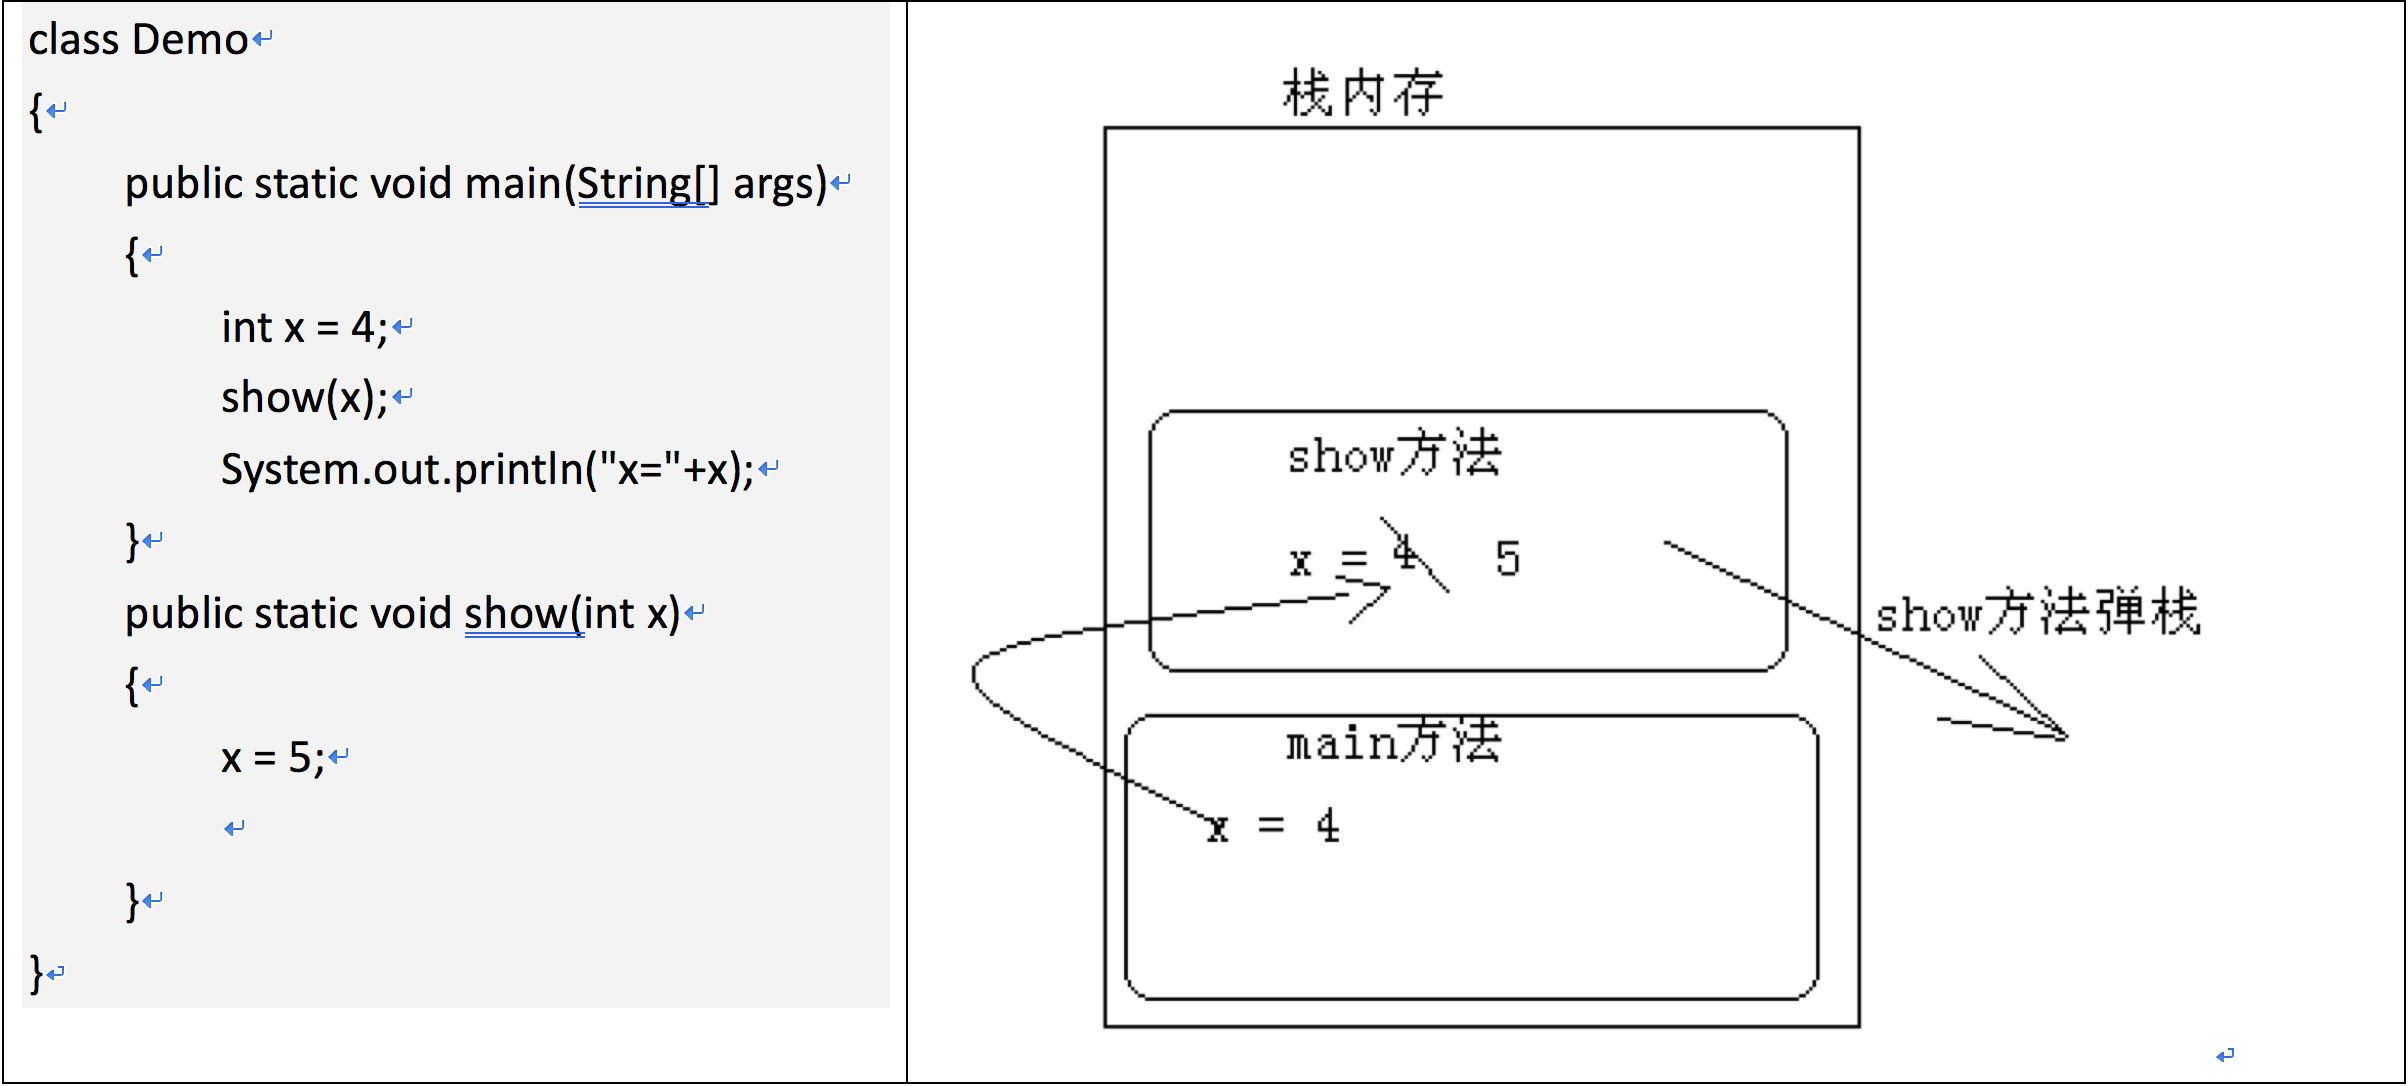 class Demo
{
public static void main(String[] args)
{
int x = 4;
show(x);
System.out.println("x="+x);
}
public static void show(int x)
{
x = 5;
}
}
栈内存
show方法
x = 4 5
show方法弹栈
main方法
x = 4